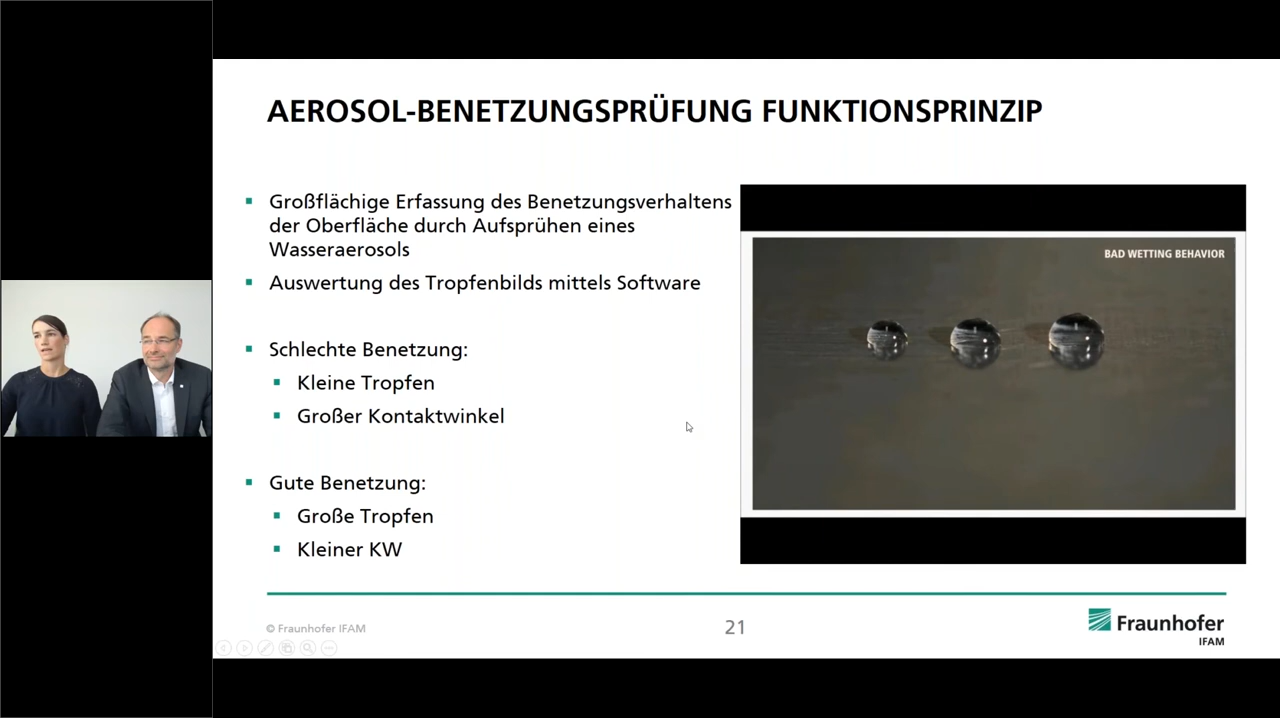 AEROSOL-BENETZUNGSPRÜFUNG FUNKTIONSPRINZIP
Großflächige Erfassung des Benetzungsverhaltens
der Oberfläche durch Aufsprühen eines
Wasseraerosols
Auswertung des Tropfenbilds mittels Software
Schlechte Benetzung:
Kleine Tropfen
Großer Kontaktwinkel
Gute Benetzung:
Große Tropfen
Kleiner KW
BAD WETTING BEHAVIOR
© Fraunhofer IFAM
21
Fraunhofer
IFAM